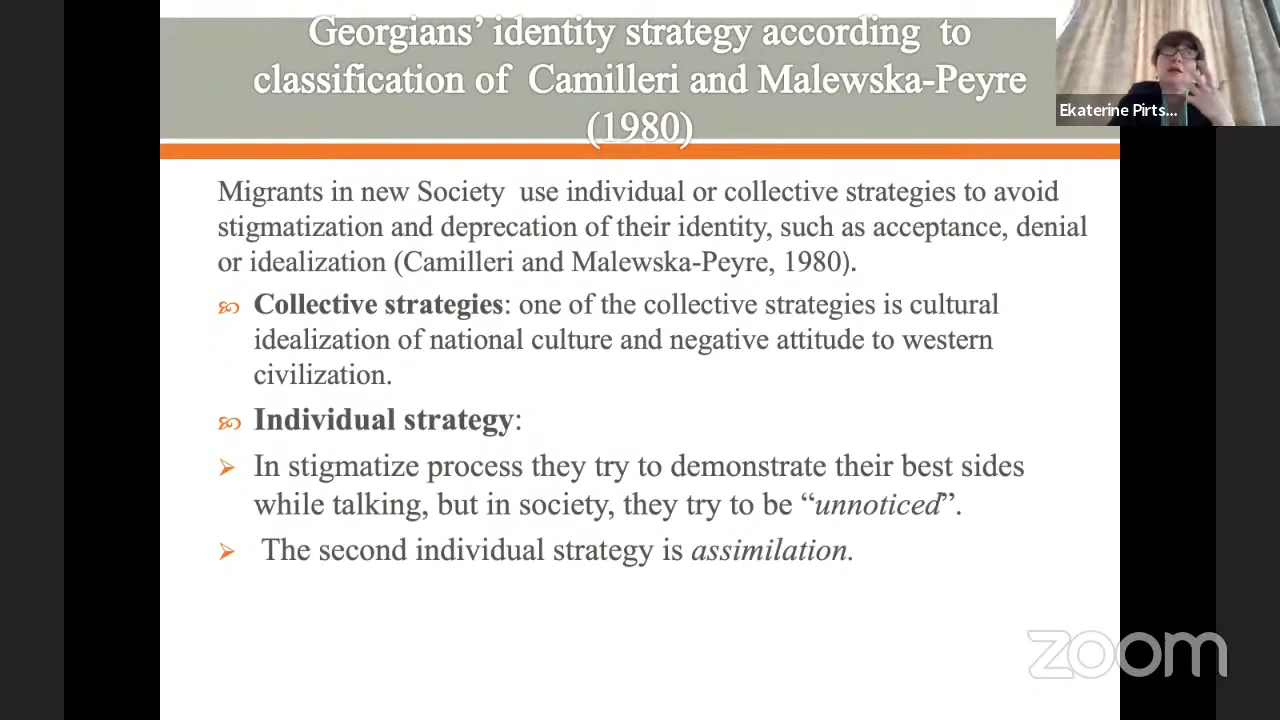 Georgians' identity strategy according to
classification of Camilleri and Malewska-Peyre
(1980)
Ekaterine Pirts...
Migrants in new Society use individual or collective strategies to avoid
stigmatization and deprecation of their identity, such as acceptance, denial
or idealization (Camilleri and Malewska-Peyre, 1980).
Collective strategies: one of the collective strategies is cultural
idealization of national culture and negative attitude to western
civilization.
Individual strategy:
In stigmatize process they try to demonstrate their best sides
while talking, but in society, they try to be “unnoticed”.
The second individual strategy is assimilation.
zoom